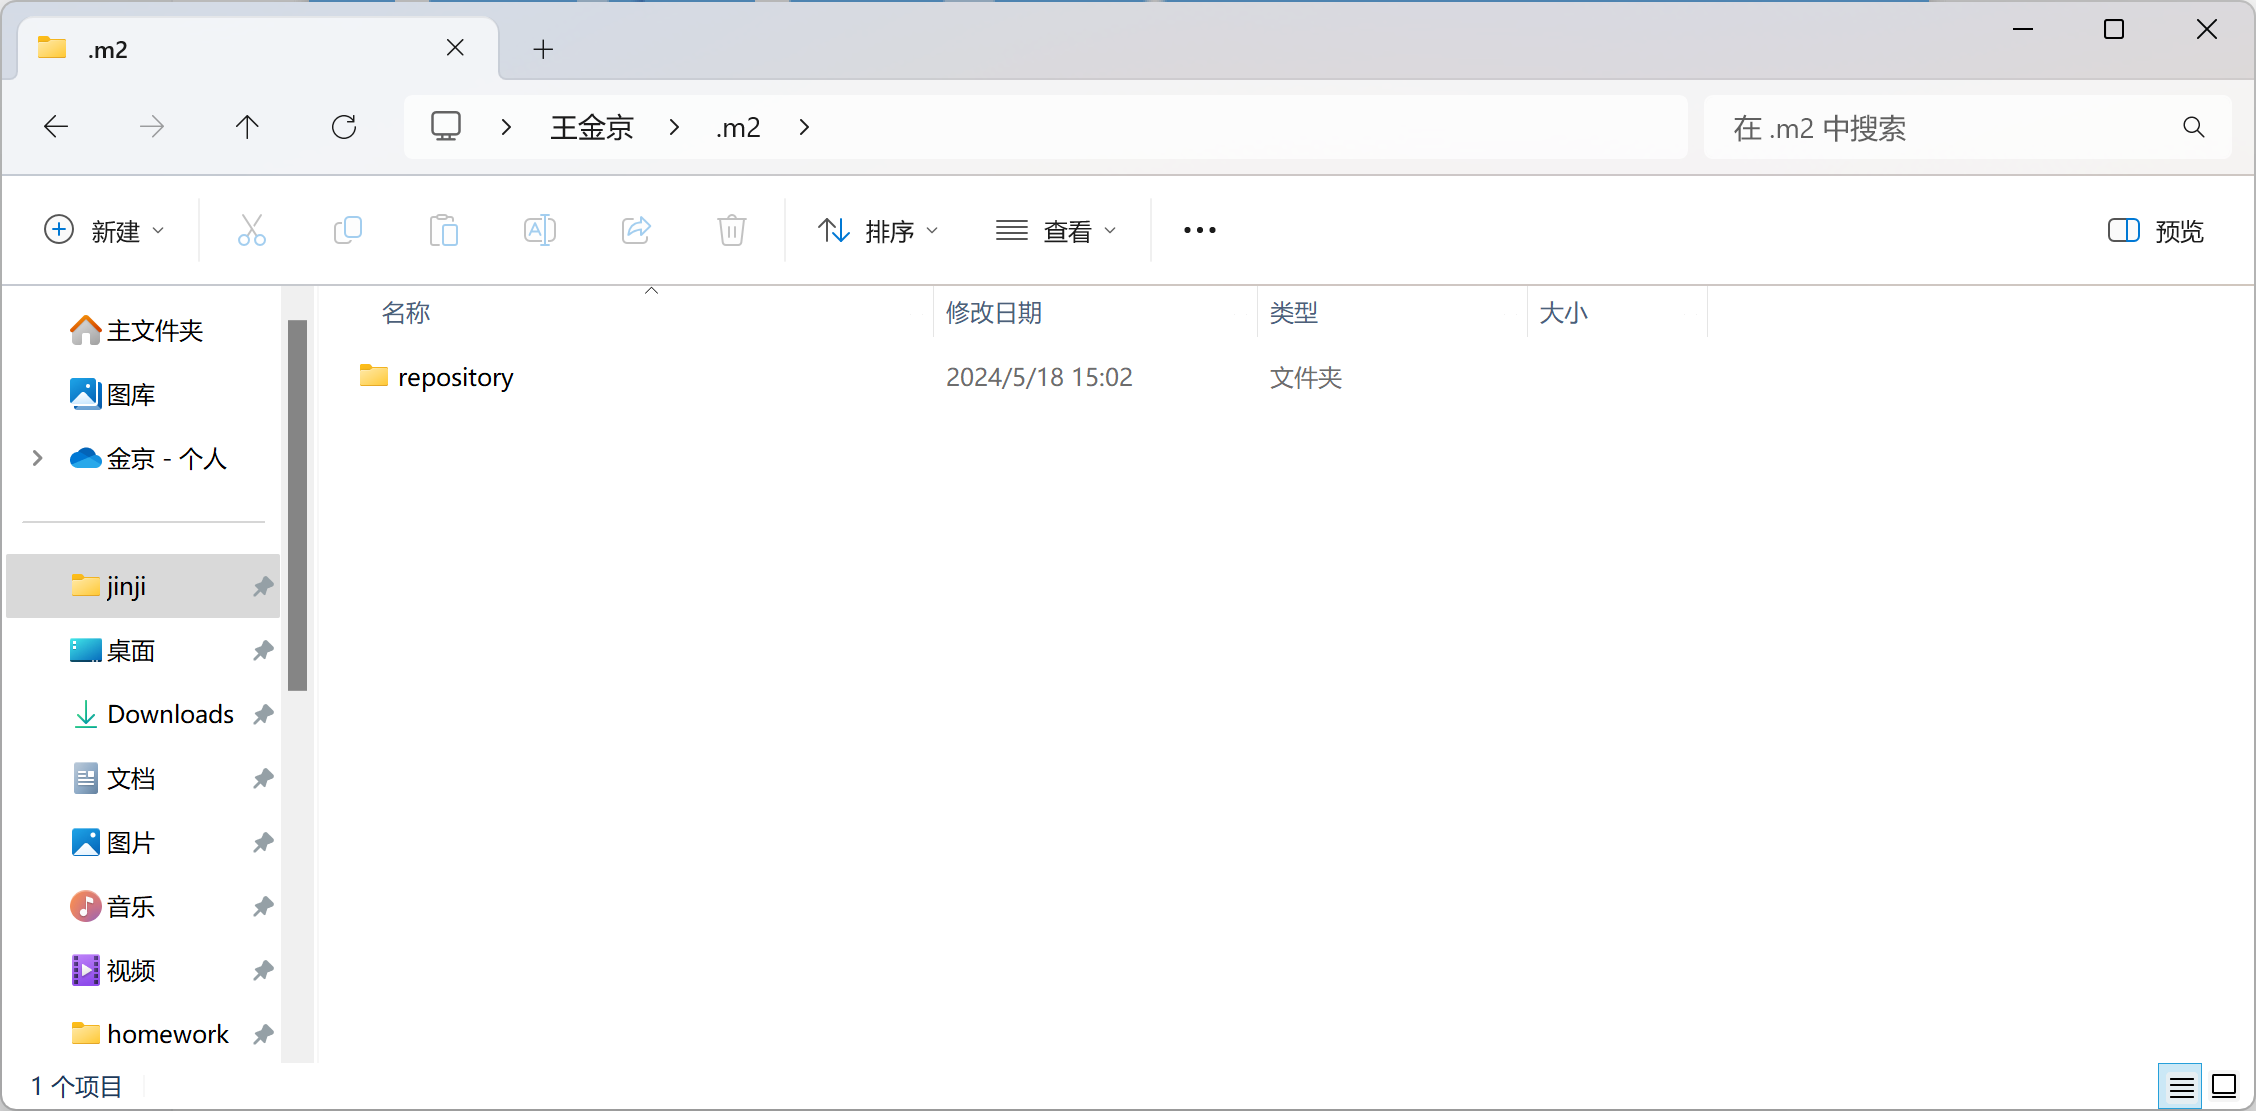 .m2
王金京 .m2
在 .m2 中搜索
新建 排序 查看 预览
名称 修改日期 类型 大小
repository 2024/5/18 15:02 文件夹
主文件夹
图库
金京 - 个人
jinji
桌面
Downloads
文档
图片
音乐
视频
homework
1 个项目